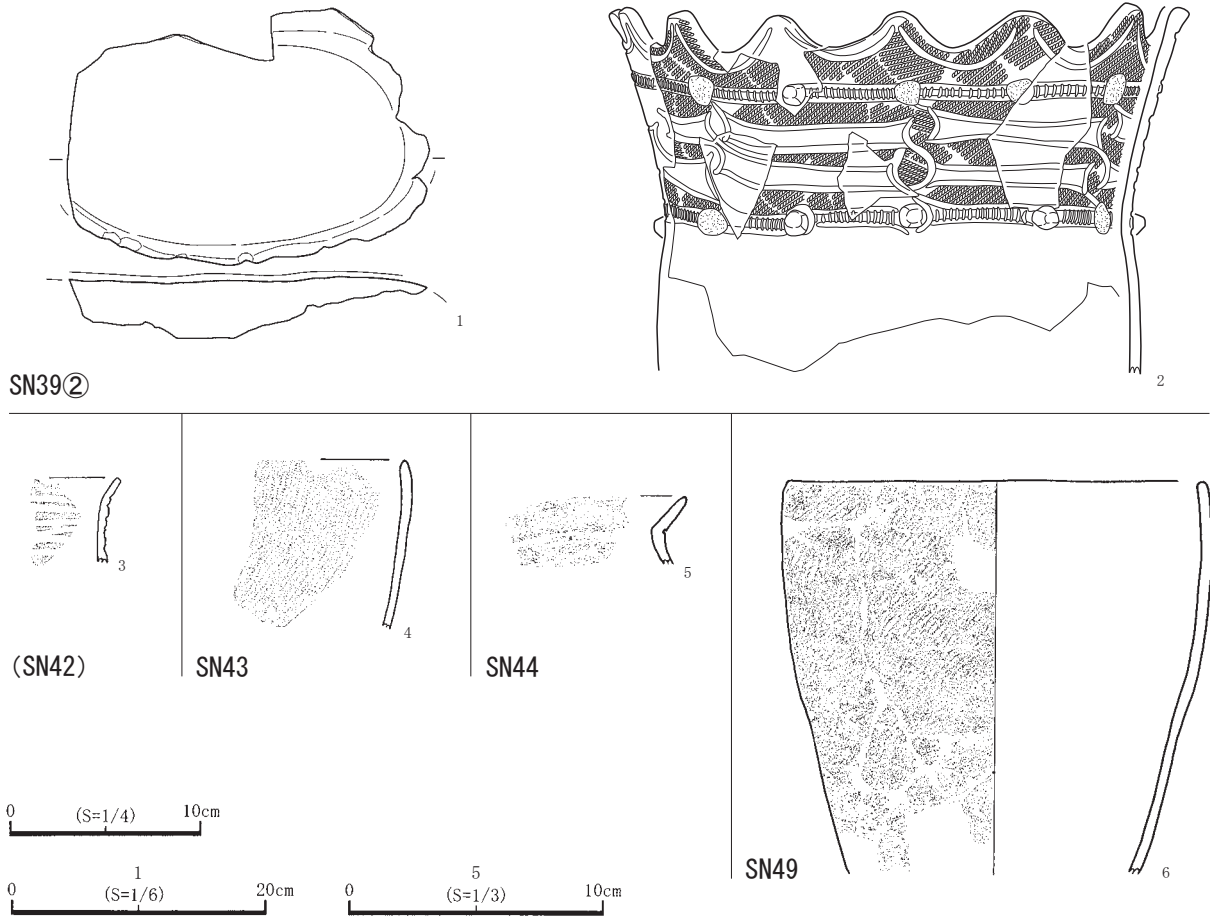 1
2
SN39②
3
4
5
6
(SN42)
SN43
SN44
SN49
0 (S=1/4) 10cm
1
0 (S=1/6) 20cm
5
0 (S=1/3) 10cm